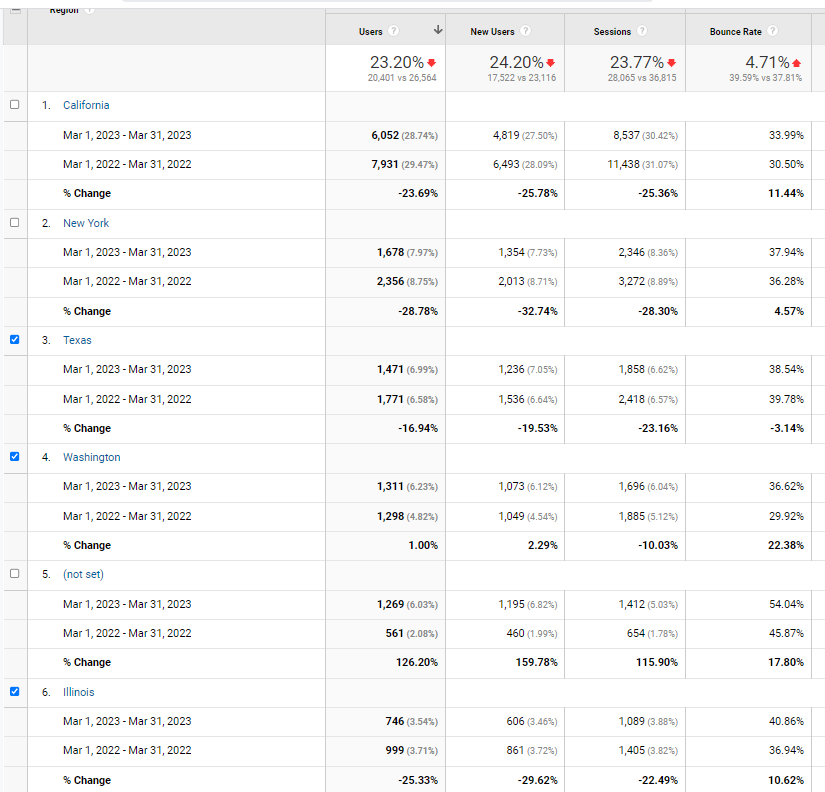 Region
Users New Users Sessions Bounce Rate
23.20% 24.20% 23.77% 4.71%
20,401 vs 26,564 17,522 vs 23,116 28,065 vs 36,815 39.59% vs 37.81%
1. California
Mar 1, 2023 - Mar 31, 2023 6,052 (28.74%) 4,819 (27.50%) 8,537 (30.42%) 33.99%
Mar 1, 2022 - Mar 31, 2022 7,931 (29.47%) 6,493 (28.09%) 11,438 (31.07%) 30.50%
% Change -23.69% -25.78% -25.36% 11.44%
2. New York
Mar 1, 2023 - Mar 31, 2023 1,678 (7.97%) 1,354 (7.73%) 2,346 (8.36%) 37.94%
Mar 1, 2022 - Mar 31, 2022 2,356 (8.75%) 2,013 (8.71%) 3,272 (8.89%) 36.28%
% Change -28.78% -32.74% -28.30% 4.57%
3. Texas
Mar 1, 2023 - Mar 31, 2023 1,471 (6.99%) 1,236 (7.05%) 1,858 (6.62%) 38.54%
Mar 1, 2022 - Mar 31, 2022 1,771 (6.58%) 1,536 (6.64%) 2,418 (6.57%) 39.78%
% Change -16.94% -19.53% -23.16% -3.14%
4. Washington
Mar 1, 2023 - Mar 31, 2023 1,311 (6.23%) 1,073 (6.12%) 1,696 (6.04%) 36.62%
Mar 1, 2022 - Mar 31, 2022 1,298 (4.82%) 1,049 (4.54%) 1,885 (5.12%) 29.92%
% Change 1.00% 2.29% -10.03% 22.38%
5. (not set)
Mar 1, 2023 - Mar 31, 2023 1,269 (6.03%) 1,195 (6.82%) 1,412 (5.03%) 54.04%
Mar 1, 2022 - Mar 31, 2022 561 (2.08%) 460 (1.99%) 654 (1.78%) 45.87%
% Change 126.20% 159.78% 115.90% 17.80%
6. Illinois
Mar 1, 2023 - Mar 31, 2023 746 (3.54%) 606 (3.46%) 1,089 (3.88%) 40.86%
Mar 1, 2022 - Mar 31, 2022 999 (3.71%) 861 (3.72%) 1,405 (3.82%) 36.94%
% Change -25.33% -29.62% -22.49% 10.62%